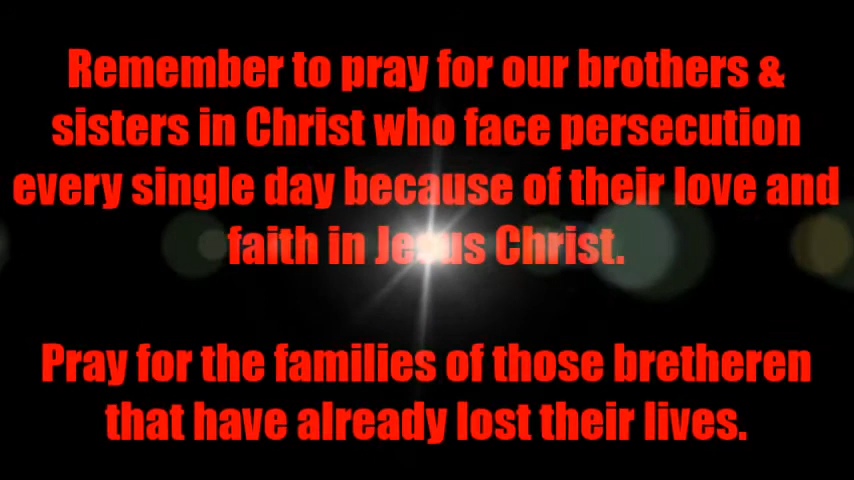 Remember to pray for our brothers &
sisters in Christ who face persecution
every single day because of their love and
faith in Jesus Christ.
Pray for the families of those bretheren
that have already lost their lives.